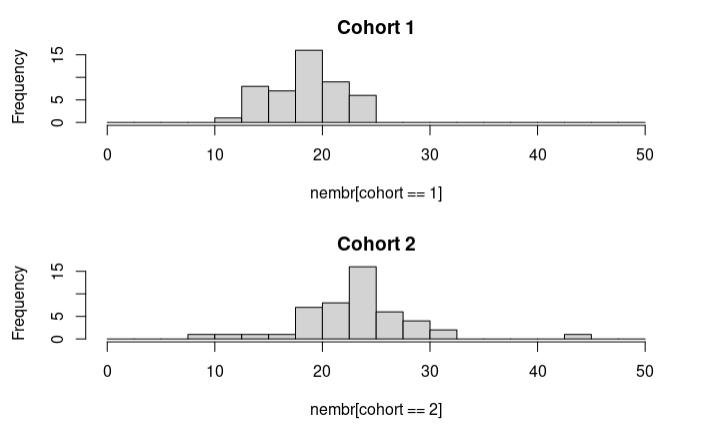 Cohort 1
Frequency
15
5
0
0 10 20 30 40 50
nembr[cohort == 1]
Cohort 2
Frequency
15
5
0
0 10 20 30 40 50
nembr[cohort == 2]